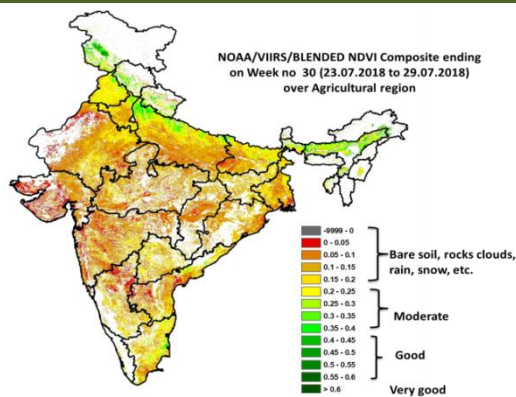 NOAA/VIIRS/BLENDED NDVI Composite ending
on Week no 30 (23.07.2018 to 29.07.2018)
over Agricultural region
-9999 - 0
0 - 0.05
0.05 - 0.1
0.1 - 0.15
0.15 - 0.2
0.2 - 0.25
0.25 - 0.3
0.3 - 0.35
0.35 - 0.4
0.4 - 0.45
0.45 - 0.5
0.5 - 0.55
0.55 - 0.6
> 0.6
Bare soil, rocks clouds,
rain, snow, etc.
Moderate
Good
Very good